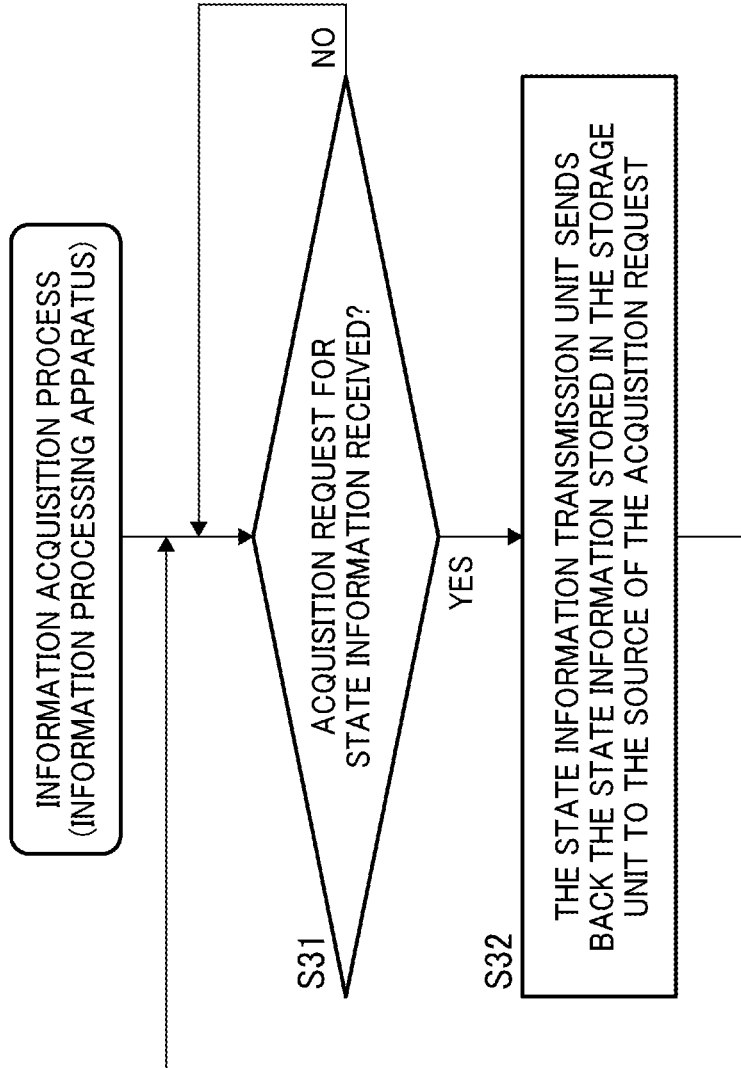 INFORMATION ACQUISITION PROCESS
(INFORMATION PROCESSING APPARATUS)
S31
ACQUISITION REQUEST FOR
STATE INFORMATION RECEIVED?
NO
YES
S32
THE STATE INFORMATION TRANSMISSION UNIT SENDS
BACK THE STATE INFORMATION STORED IN THE STORAGE
UNIT TO THE SOURCE OF THE ACQUISITION REQUEST